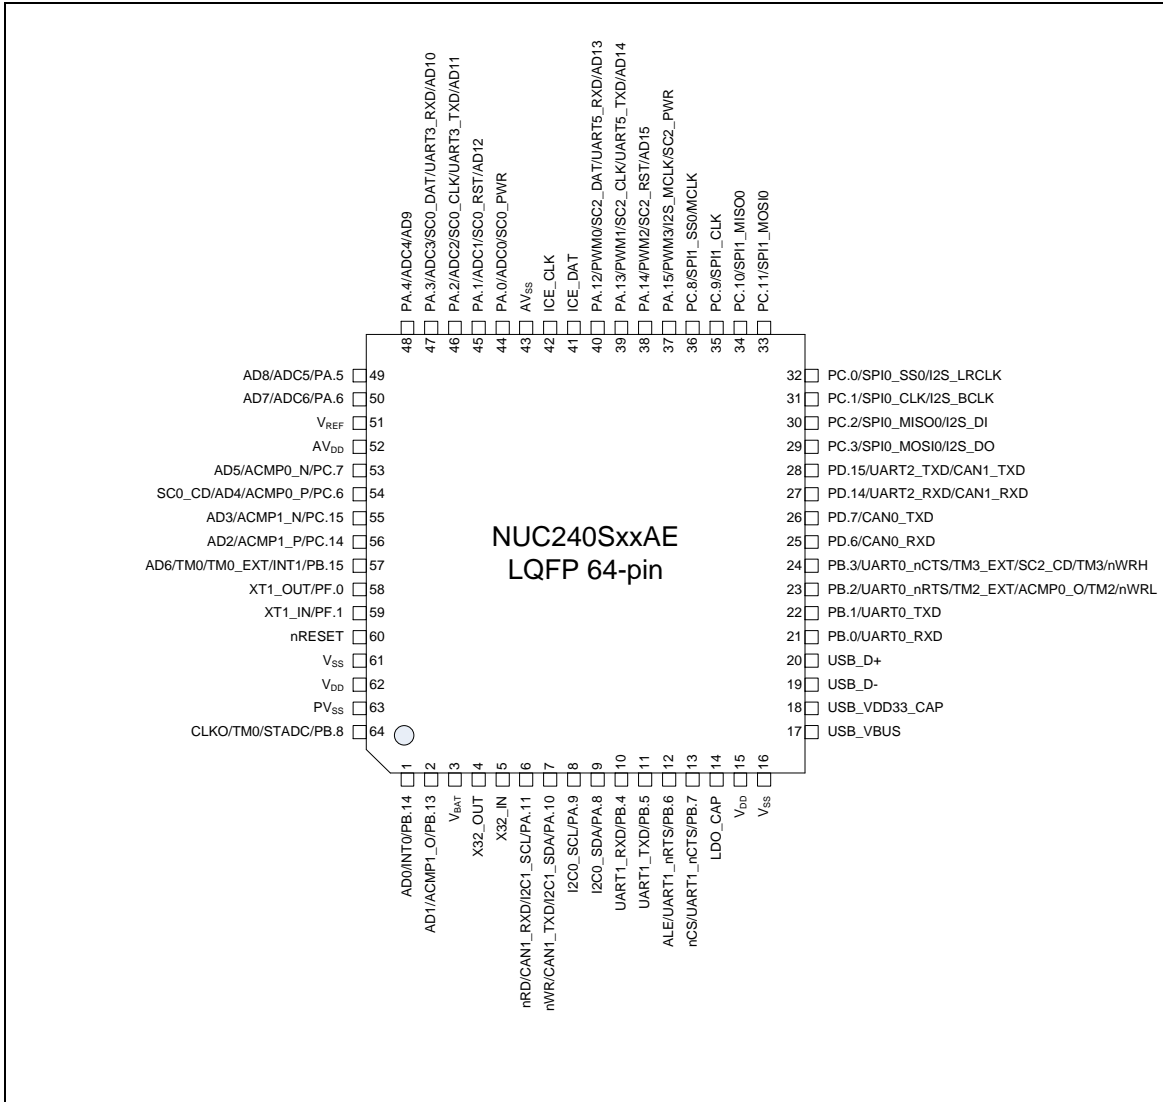 PA.4/ADC4/AD9
PA.3/ADC3/SC0_DAT/UART3_RXD/AD10
PA.2/ADC2/SC0_CLK/UART3_TXD/AD11
PA.1/ADC1/SC0_RST/AD12
PA.0/ADC0/SC0_PWR
AVSS
ICE_CLK
ICE_DAT
PA.12/PWM0/SC2_DAT/UART5_RXD/AD13
PA.13/PWM1/SC2_CLK/UART5_TXD/AD14
PA.14/PWM2/SC2_RST/AD15
PA.15/PWM3/I2S_MCLK/SC2_PWR
PC.8/SPI1_SS0/MCLK
PC.9/SPI1_CLK
PC.10/SPI1_MISO0
PC.11/SPI1_MOSI0
48
47
46
45
44
43
42
41
40
39
38
37
36
35
34
33
AD8/ADC5/PA.5 49
AD7/ADC6/PA.6 50
VREF 51
AVDD 52
AD5/ACMP0_N/PC.7 53
SC0_CD/AD4/ACMP0_P/PC.6 54
AD3/ACMP1_N/PC.15 55
AD2/ACMP1_P/PC.14 56
AD6/TM0/TM0_EXT/INT1/PB.15 57
XT1_OUT/PF.0 58
XT1_IN/PF.1 59
nRESET 60
VSS 61
VDD 62
PVSS 63
CLKO/TM0/STADC/PB.8 64
NUC240SxxAE
LQFP 64-pin
32 PC.0/SPI0_SS0/I2S_LRCLK
31 PC.1/SPI0_CLK/I2S_BCLK
30 PC.2/SPI0_MISO0/I2S_DI
29 PC.3/SPI0_MOSI0/I2S_DO
28 PD.15/UART2_TXD/CAN1_TXD
27 PD.14/UART2_RXD/CAN1_RXD
26 PD.7/CAN0_TXD
25 PD.6/CAN0_RXD
24 PB.3/UART0_nCTS/TM3_EXT/SC2_CD/TM3/nWRH
23 PB.2/UART0_nRTS/TM2_EXT/ACMP0_O/TM2/nWRL
22 PB.1/UART0_TXD
21 PB.0/UART0_RXD
20 USB_D+
19 USB_D-
18 USB_VDD33_CAP
17 USB_VBUS
1
2
3
4
5
6
7
8
9
10
11
12
13
14
15
16
AD0/INT0/PB.14
AD1/ACMP1_O/PB.13
VBAT
X32_OUT
X32_IN
nRD/CAN1_RXD/I2C1_SCL/PA.11
nWR/CAN1_TXD/I2C1_SDA/PA.10
I2C0_SCL/PA.9
I2C0_SDA/PA.8
UART1_RXD/PB.4
UART1_TXD/PB.5
ALE/UART1_nRTS/PB.6
nCS/UART1_nCTS/PB.7
LDO_CAP
VDD
VSS